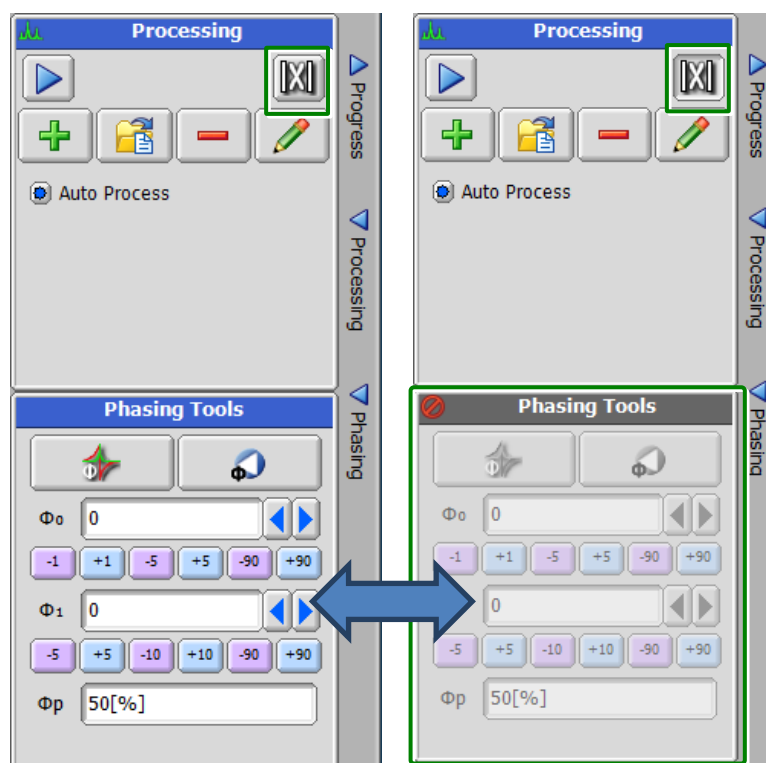 Processing
|X|
Auto Process
Progress
Processing
Phasing
Phasing Tools
Φ
Φ
Φ0 0
-1 +1 -5 +5 -90 +90
Φ1 0
-5 +5 -10 +10 -90 +90
Φp 50[%]
Processing
|X|
Auto Process
Progress
Processing
Phasing
Phasing Tools
Φ
Φ
Φ0 0
-1 +1 -5 +5 -90 +90
0
-5 +5 -10 +10 -90 +90
Φp 50[%]